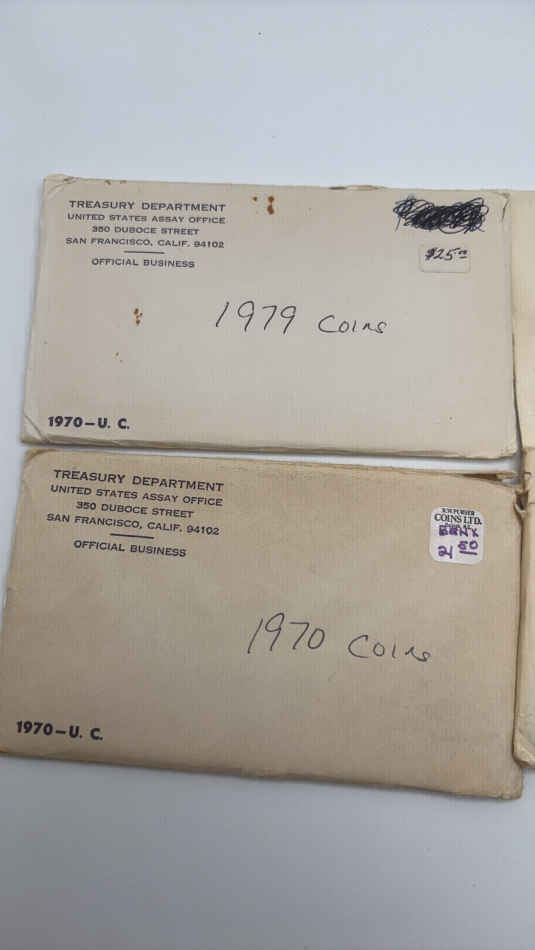 TREASURY DEPARTMENT
UNITED STATES ASSAY OFFICE
350 DUBOCE STREET
SAN FRANCISCO, CALIF. 94102
OFFICIAL BUSINESS
$25.00
1979 Coins
1970-U. C.
TREASURY DEPARTMENT
UNITED STATES ASSAY OFFICE
350 DUBOCE STREET
SAN FRANCISCO, CALIF. 94102
OFFICIAL BUSINESS
COINS LTD.
1970 Coins
1970-U. C.